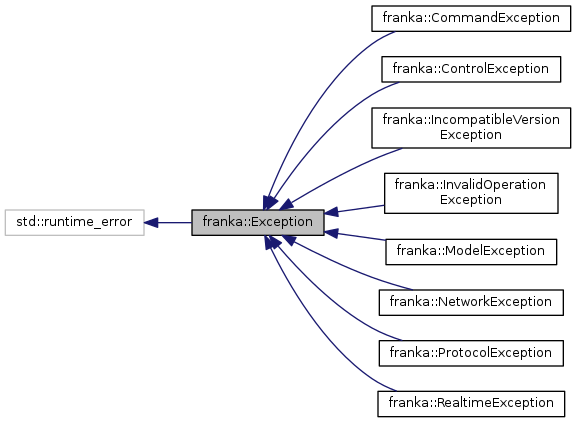 franka::CommandException
franka::ControlException
franka::IncompatibleVersion
Exception
franka::InvalidOperation
Exception
std::runtime_error
franka::Exception
franka::ModelException
franka::NetworkException
franka::ProtocolException
franka::RealtimeException